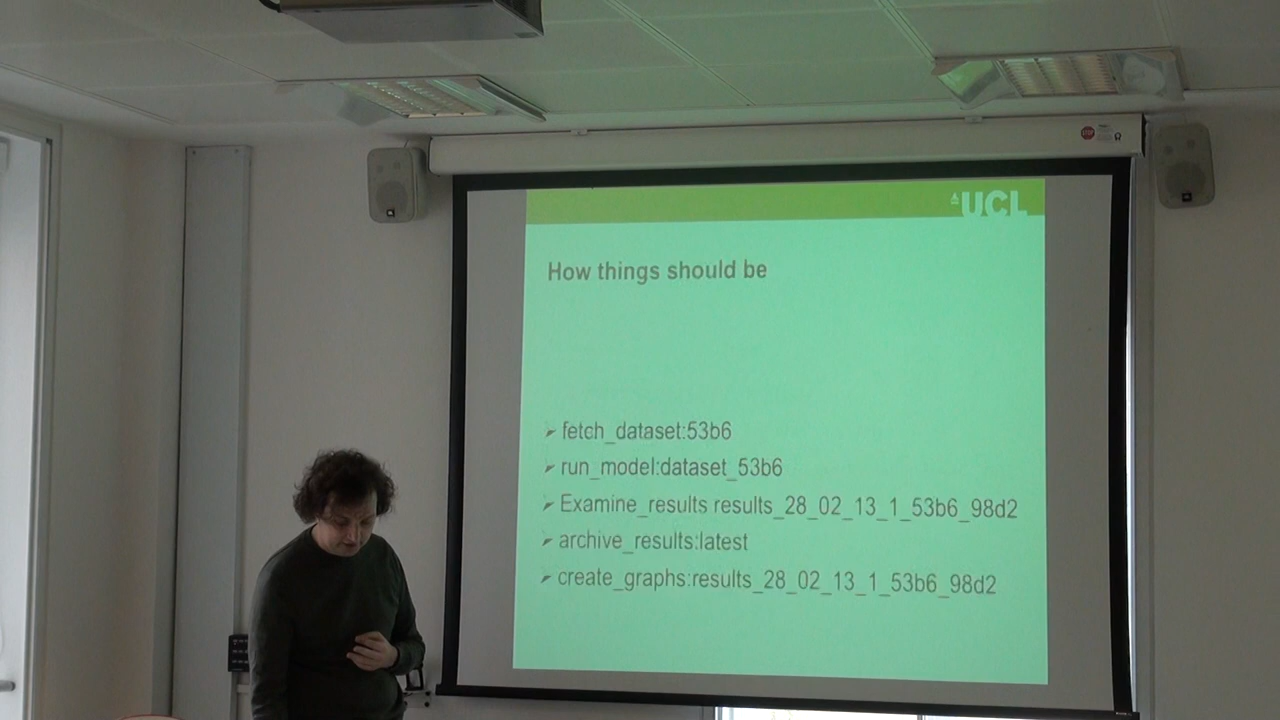 UCL
How things should be
fetch_dataset:53b6
run_model:dataset_53b6
Examine_results results_28_02_13_1_53b6_98d2
archive_results:latest
create_graphs:results_28_02_13_1_53b6_98d2